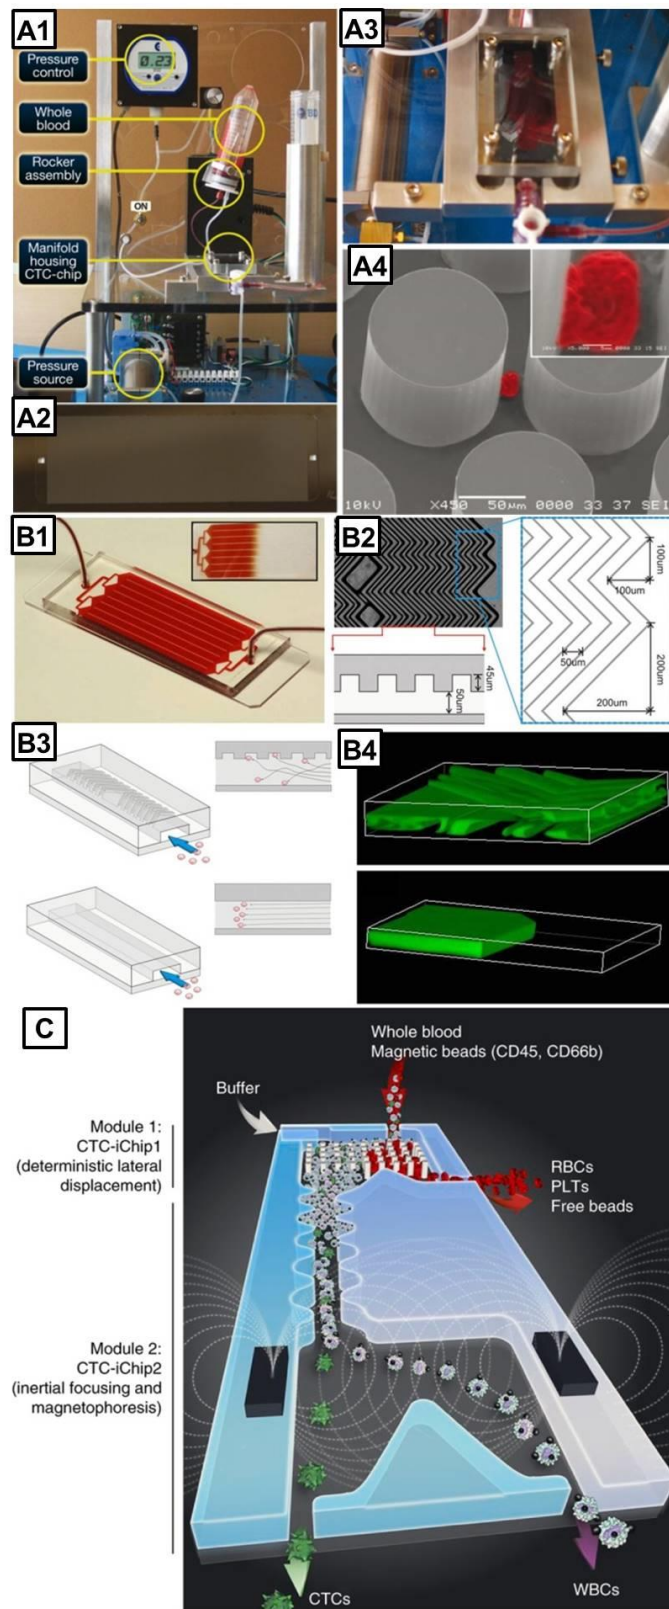 A1
Pressure
control
0.23
Whole
blood
Rocker
assembly
ON
Manifold
housing
CTC-chip
Pressure
source
A2
A3
A4
10kV X450 50μm 0000 33 37 SEI
B1
B2
100um
100um
50um
200um
200um
45um
50um
B3
B4
C
Whole blood
Magnetic beads (CD45, CD66b)
Buffer
Module 1:
CTC-iChip1
(deterministic lateral
displacement)
RBCs
PLTs
Free beads
Module 2:
CTC-iChip2
(inertial focusing and
magnetophoresis)
CTCs
WBCs